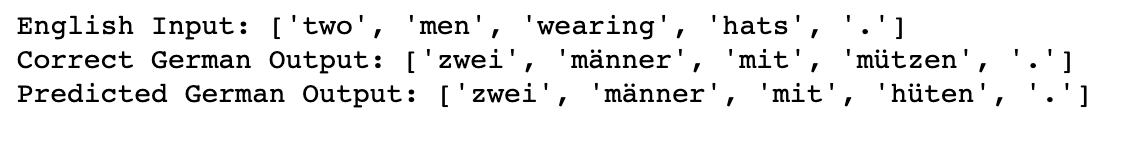 English Input: ['two', 'men', 'wearing', 'hats', '.']
Correct German Output: ['zwei', 'männer', 'mit', 'mützen', '.']
Predicted German Output: ['zwei', 'männer', 'mit', 'hüten', '.']